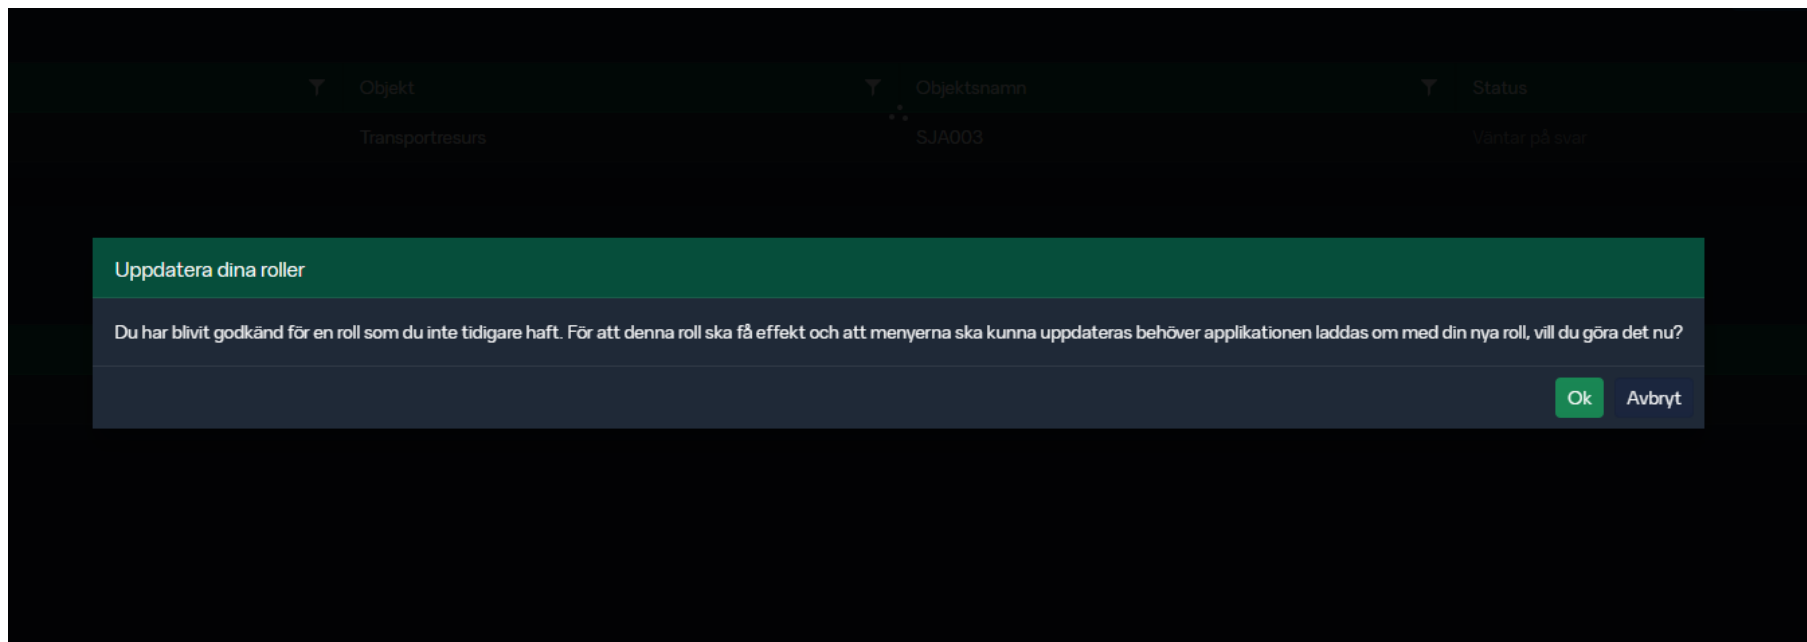 Objekt Objektsnamn Status
Transportresurs SJA003 Väntar på svar
Uppdatera dina roller
Du har blivit godkänd för en roll som du inte tidigare haft. För att denna roll ska få effekt och att menyerna ska kunna uppdateras behöver applikationen laddas om med din nya roll, vill du göra det nu?
Ok Avbryt